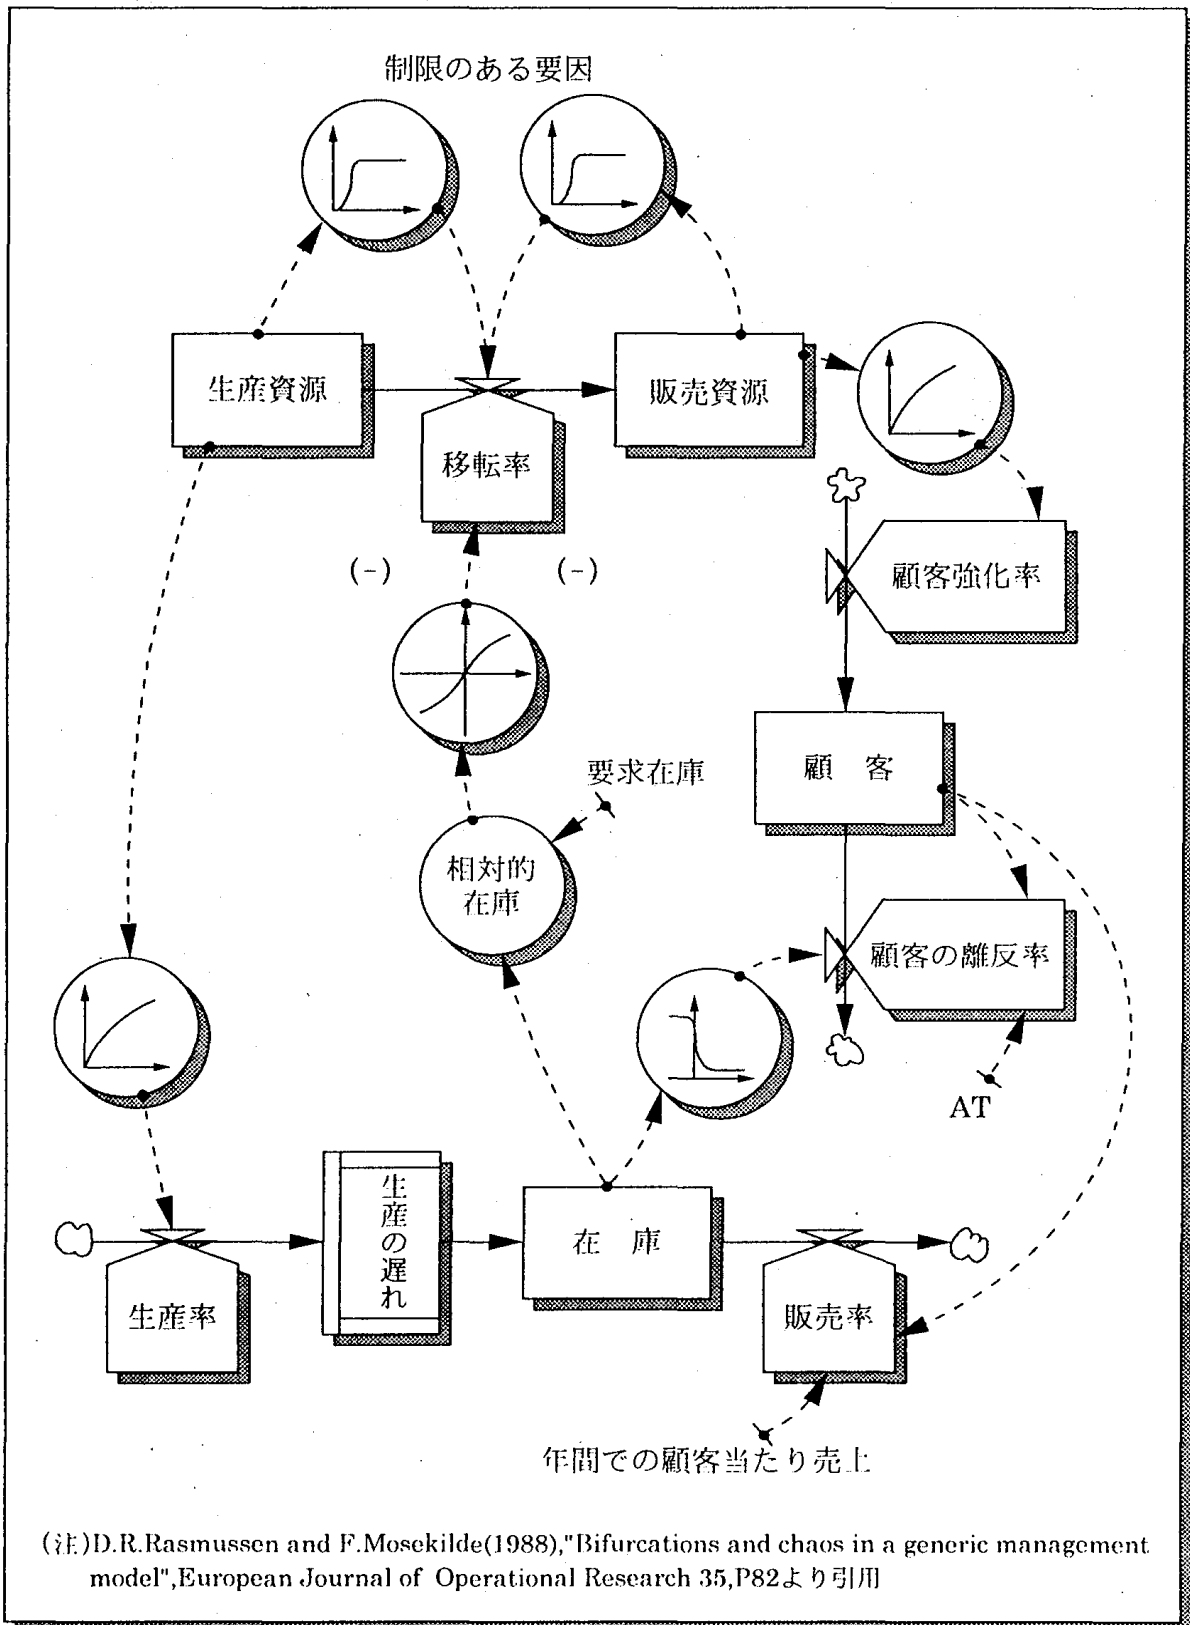 制限のある要因
生産資源
販売資源
移転率
(-)
(-)
顧客強化率
顧 客
要求在庫
相対的
在庫
顧客の離反率
AT
生産の遅れ
在 庫
生産率
販売率
年間での顧客当たり売上
(注)D.R.Rasmussen and F.Mosekilde(1988),"Bifurcations and chaos in a generic management
model",European Journal of Operational Research 35,P82より引用